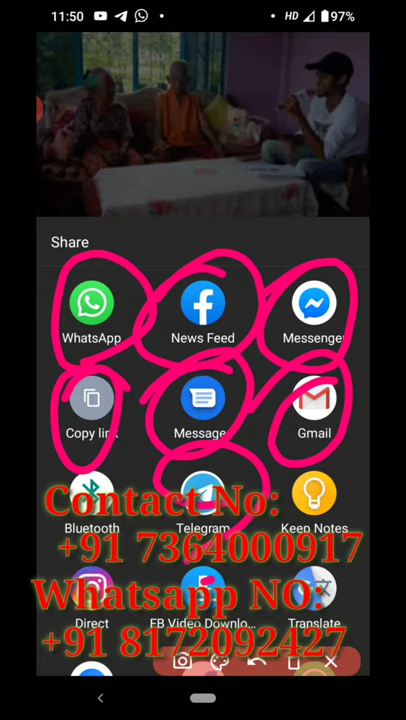 11:50 HD 97%
Share
WhatsApp News Feed Messenger
Copy link Message Gmail
Bluetooth Telegram Keep Notes
Contact No:
+91 7364000917
Direct FB Video Downlo... Translate
Whatsapp NO:
+91 8172092427